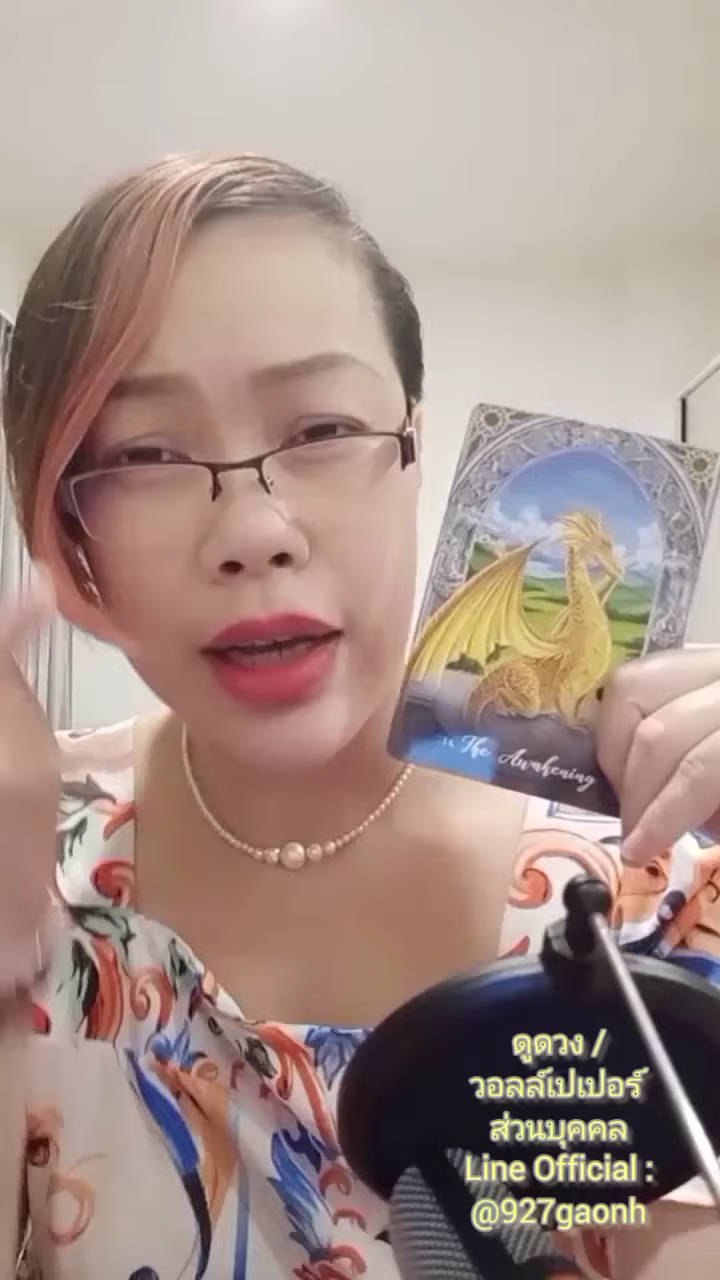 The Awakening
ดูดวง /
วอลล์เปเปอร์
ส่วนบุคคล
Line Official :
@927gaonh